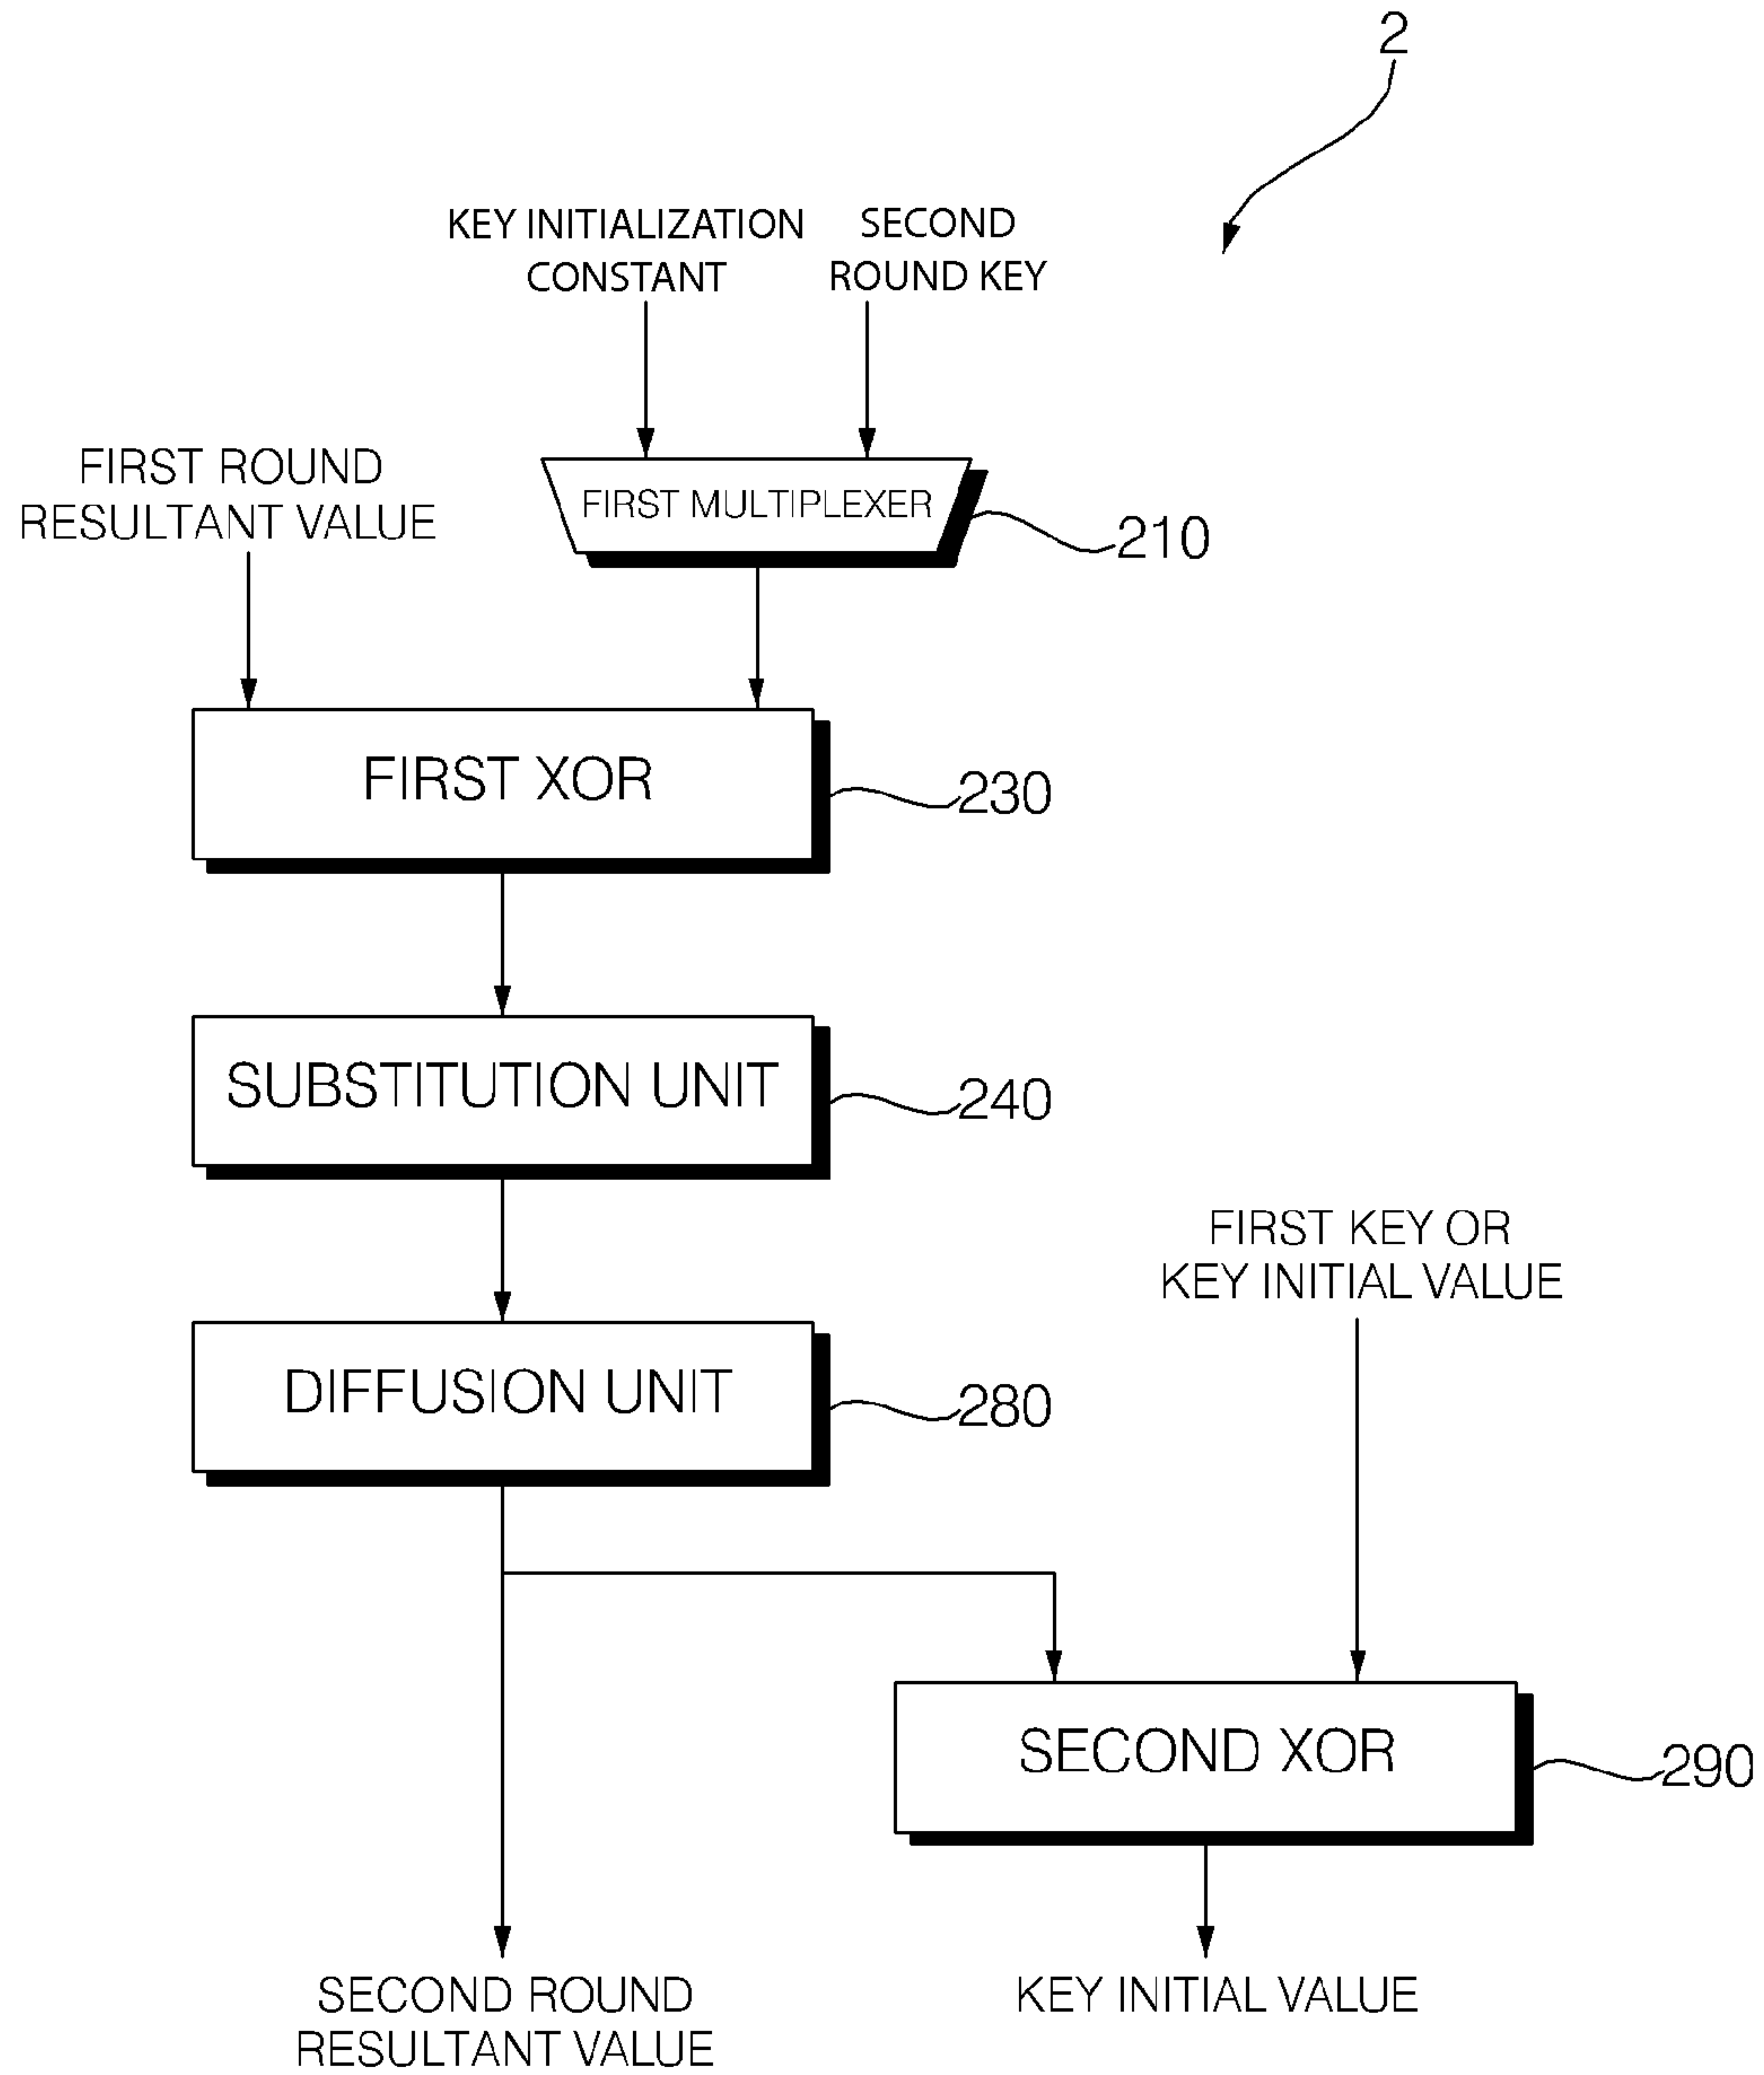 2
KEY INITIALIZATION
CONSTANT
SECOND
ROUND KEY
FIRST ROUND
RESULTANT VALUE
FIRST MULTIPLEXER
210
FIRST XOR
230
SUBSTITUTION UNIT
240
FIRST KEY OR
KEY INITIAL VALUE
DIFFUSION UNIT
280
SECOND XOR
290
SECOND ROUND
RESULTANT VALUE
KEY INITIAL VALUE